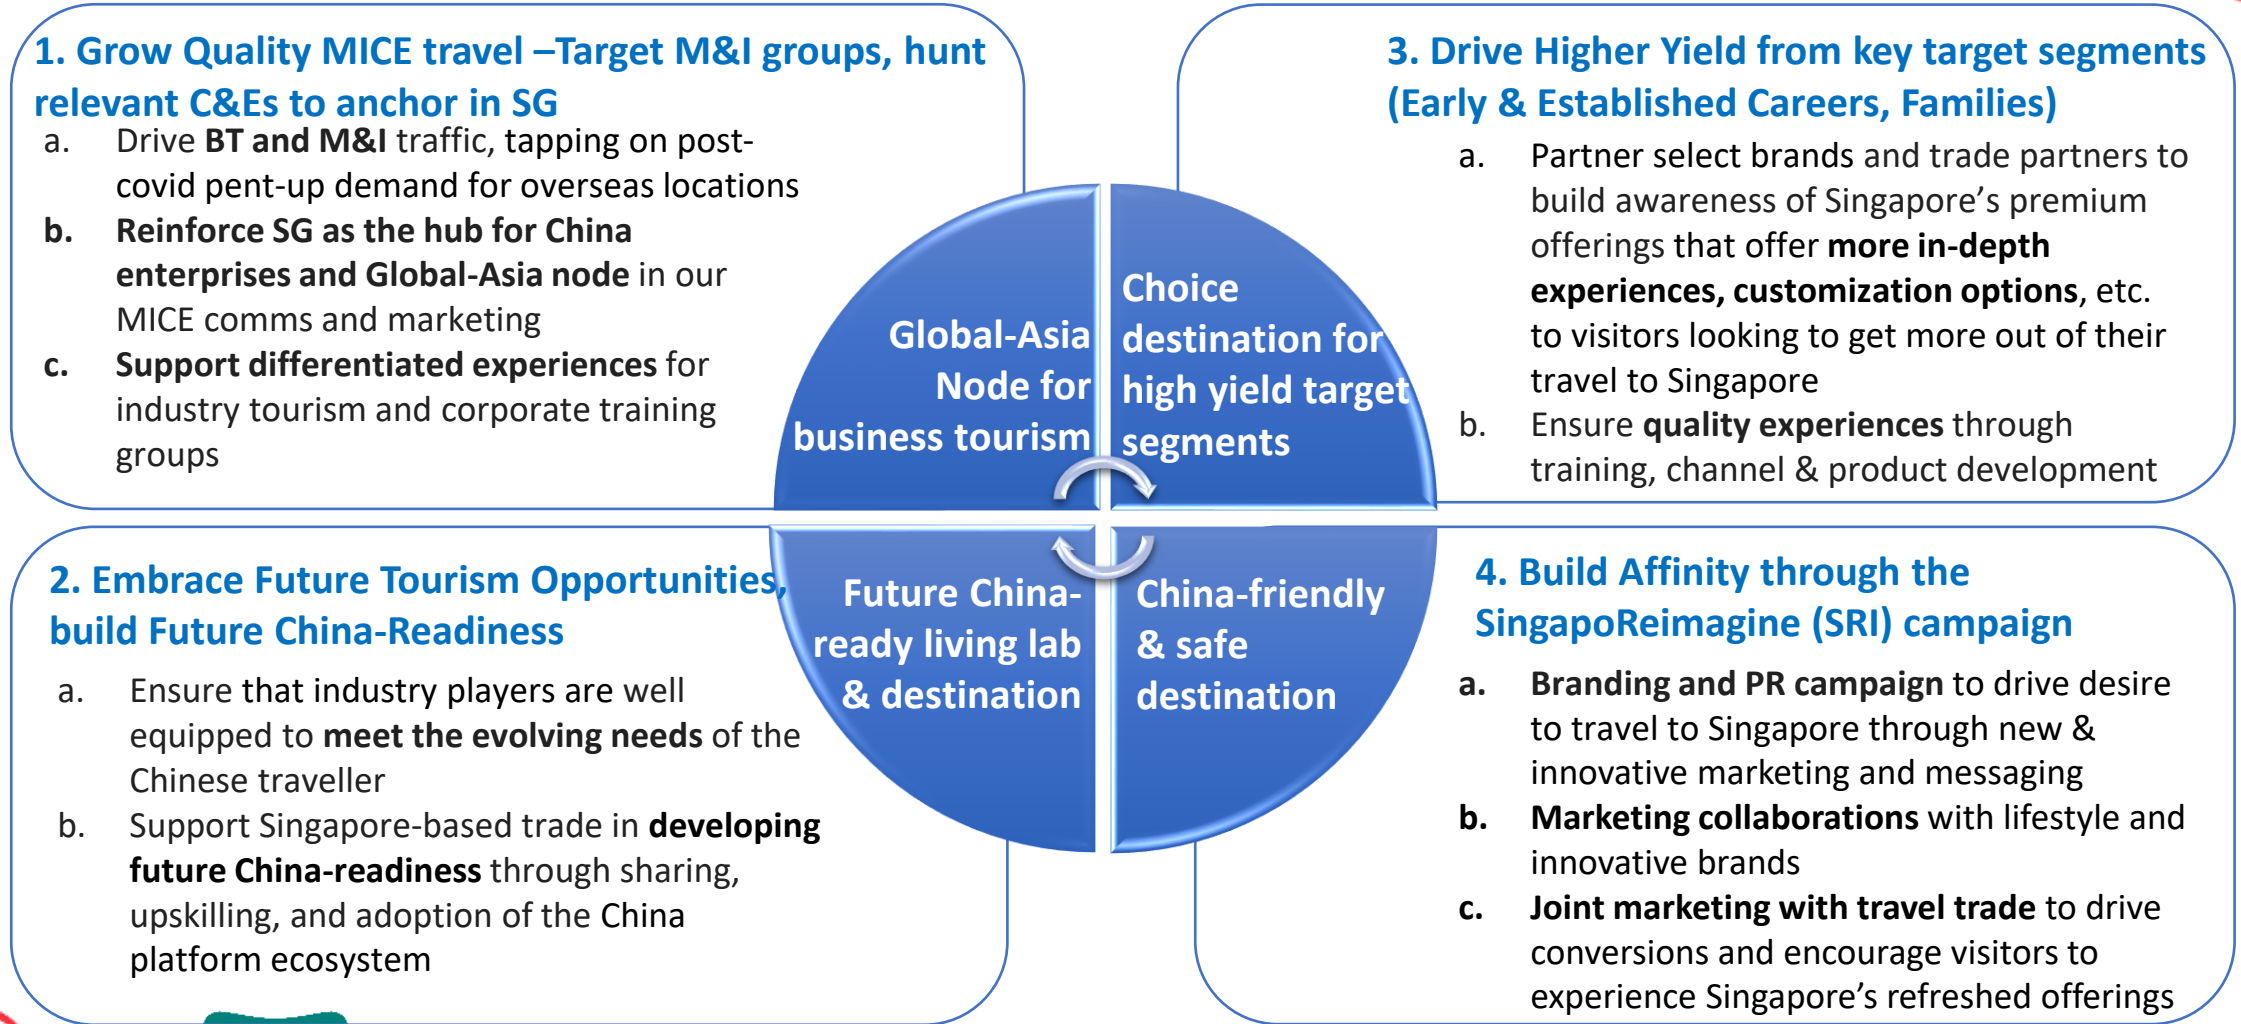 1. Grow Quality MICE travel –Target M&I groups, hunt
relevant C&Es to anchor in SG
a. Drive BT and M&I traffic, tapping on post-
covid pent-up demand for overseas locations
b. Reinforce SG as the hub for China
enterprises and Global-Asia node in our
MICE comms and marketing
c. Support differentiated experiences for
industry tourism and corporate training
groups
Global-Asia
Node for
business tourism
2. Embrace Future Tourism Opportunities,
build Future China-Readiness
a. Ensure that industry players are well
equipped to meet the evolving needs of the
Chinese traveller
b. Support Singapore-based trade in developing
future China-readiness through sharing,
upskilling, and adoption of the China
platform ecosystem
Future China-
ready living lab
& destination
3. Drive Higher Yield from key target segments
(Early & Established Careers, Families)
a. Partner select brands and trade partners to
build awareness of Singapore’s premium
offerings that offer more in-depth
experiences, customization options, etc.
to visitors looking to get more out of their
travel to Singapore
b. Ensure quality experiences through
training, channel & product development
Choice
destination for
high yield target
segments
4. Build Affinity through the
SingapoReimagine (SRI) campaign
a. Branding and PR campaign to drive desire
to travel to Singapore through new &
innovative marketing and messaging
b. Marketing collaborations with lifestyle and
innovative brands
c. Joint marketing with travel trade to drive
conversions and encourage visitors to
experience Singapore’s refreshed offerings
China-friendly
& safe
destination